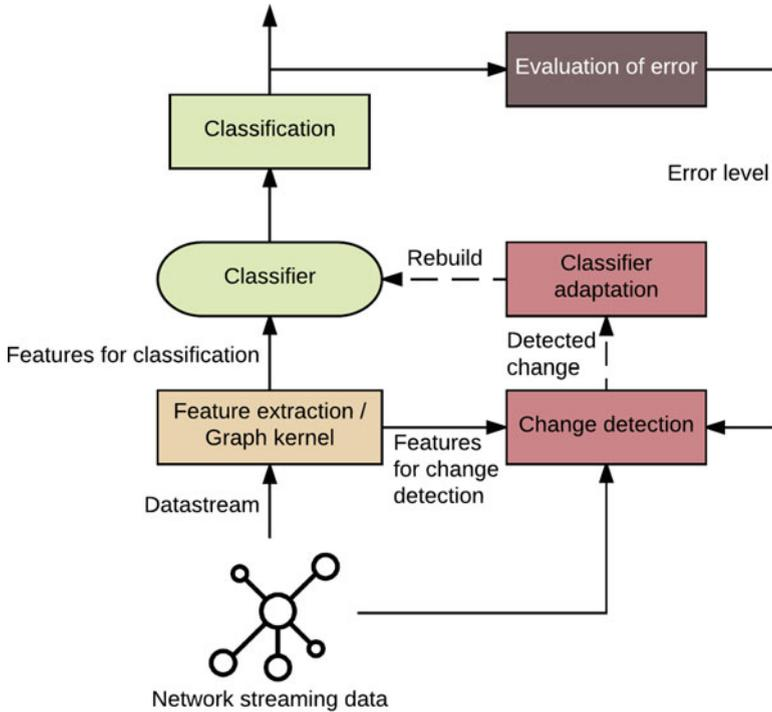 Evaluation of error
Classification
Error level
Rebuild
Classifier
adaptation
Classifier
Detected
change
Features for classification
Feature extraction /
Graph kernel
Change detection
Features
for change
detection
Datastream
Network streaming data